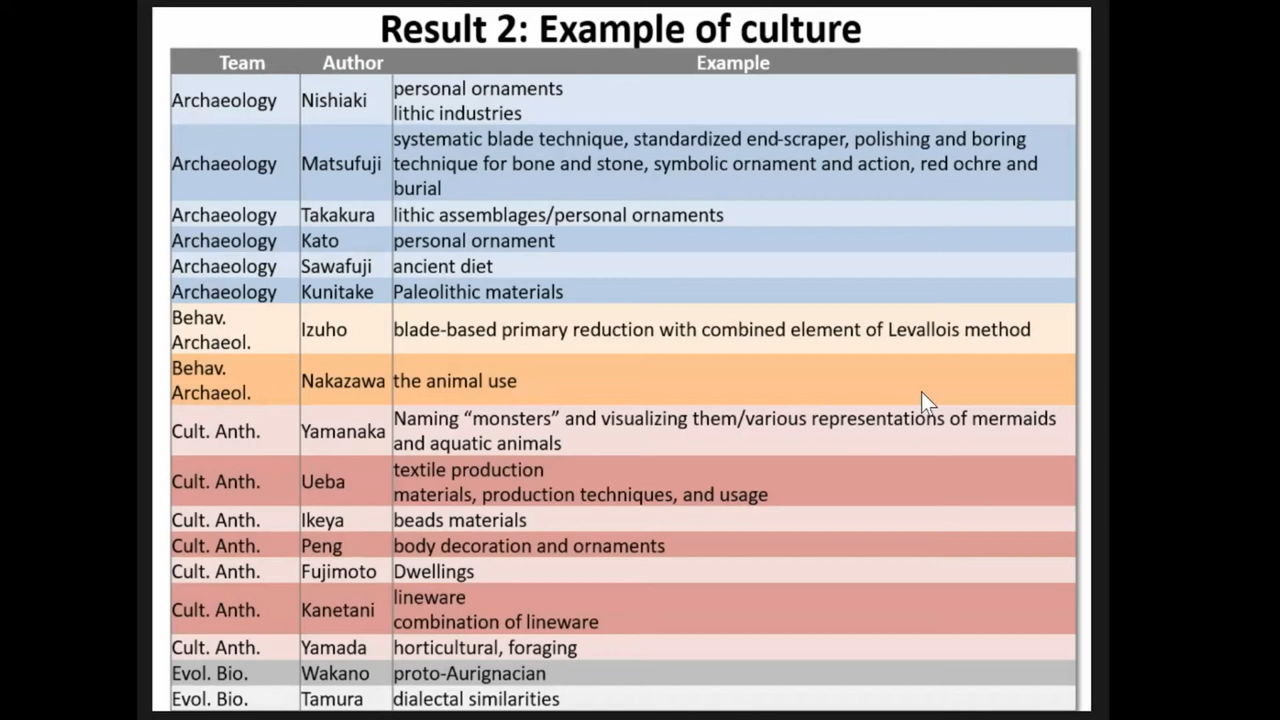 Result 2: Example of culture
Team Author Example
Archaeology Nishiaki personal ornaments
lithic industries
Archaeology Matsufuji systematic blade technique, standardized end-scraper, polishing and boring
technique for bone and stone, symbolic ornament and action, red ochre and
burial
Archaeology Takakura lithic assemblages/personal ornaments
Archaeology Kato personal ornament
Archaeology Sawafuji ancient diet
Archaeology Kunitake Paleolithic materials
Behav.
Archaeol. Izuho blade-based primary reduction with combined element of Levallois method
Behav.
Archaeol. Nakazawa the animal use
Cult. Anth. Yamanaka Naming “monsters” and visualizing them/various representations of mermaids
and aquatic animals
Cult. Anth. Ueba textile production
materials, production techniques, and usage
Cult. Anth. Ikeya beads materials
Cult. Anth. Peng body decoration and ornaments
Cult. Anth. Fujimoto Dwellings
Cult. Anth. Kanetani lineware
combination of lineware
Cult. Anth. Yamada horticultural, foraging
Evol. Bio. Wakano proto-Aurignacian
Evol. Bio. Tamura dialectal similarities